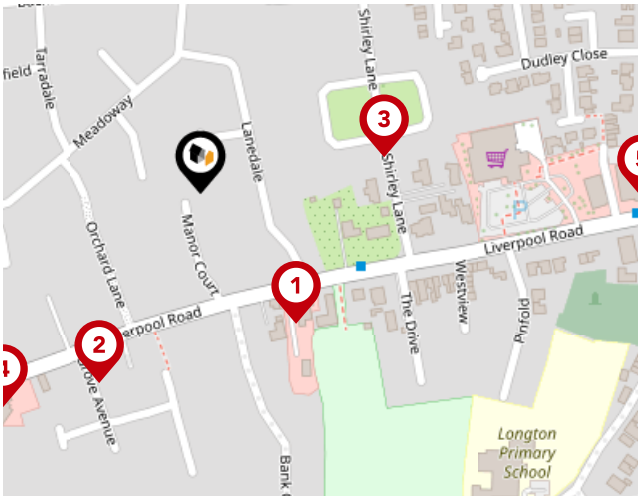 Shirley Lane
Dudley Close
Tarradale
field
Meadoway
Lanedale
3
Shirley Lane
5
P
Manor Court
Orchard Lane
Liverpool Road
1
Westview
The Drive
Pnfold
erpool Road
2
4
Grove Avenue
Longton
Primary
School
Bank